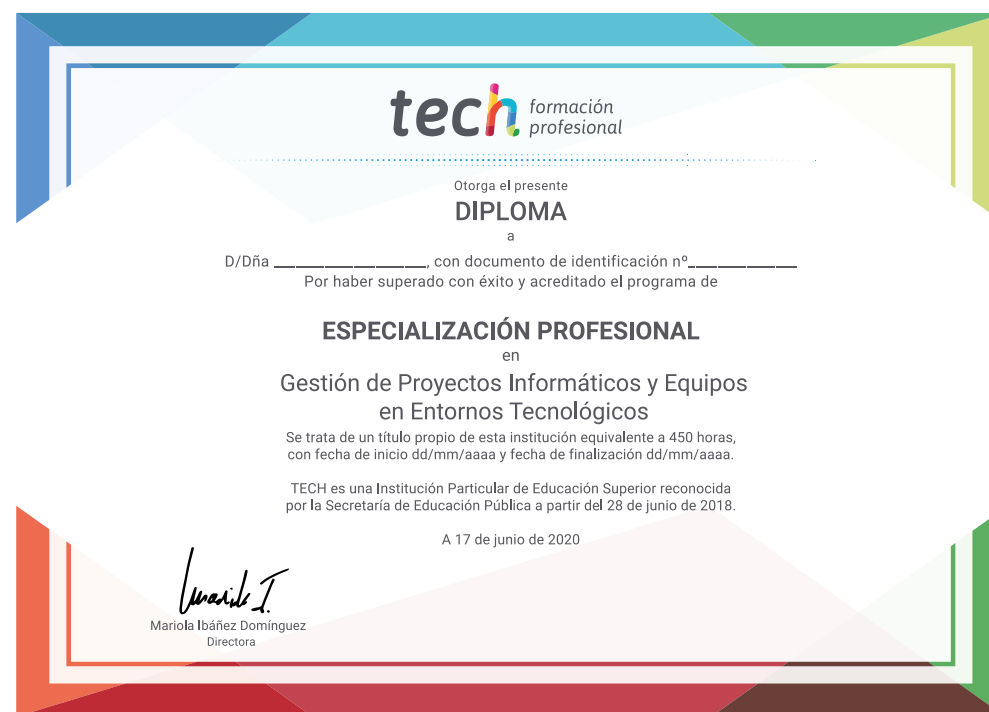 tech formación
profesional
Otorga el presente
DIPLOMA
a
D/Dña ___________________, con documento de identificación nº______________
Por haber superado con éxito y acreditado el programa de
ESPECIALIZACIÓN PROFESIONAL
en
Gestión de Proyectos Informáticos y Equipos
en Entornos Tecnológicos
Se trata de un título propio de esta institución equivalente a 450 horas,
con fecha de inicio dd/mm/aaaa y fecha de finalización dd/mm/aaaa.
TECH es una Institución Particular de Educación Superior reconocida
por la Secretaría de Educación Pública a partir del 28 de junio de 2018.
A 17 de junio de 2020
Mariola Ibáñez Domínguez
Directora